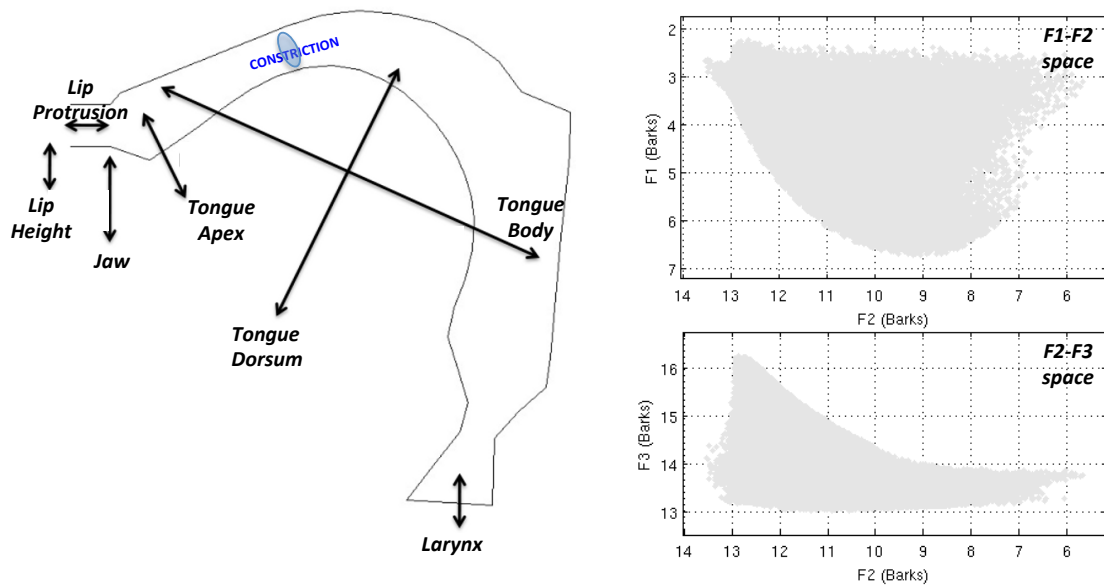 CONSTRICTION
Lip
Protrusion
Lip
Height
Jaw
Tongue
Apex
Tongue
Body
Tongue
Dorsum
Larynx
F1-F2
space
2
3
4
5
6
7
F1 (Barks)
14 13 12 11 10 9 8 7 6
F2 (Barks)
F2-F3
space
16
15
14
13
F3 (Barks)
14 13 12 11 10 9 8 7 6
F2 (Barks)